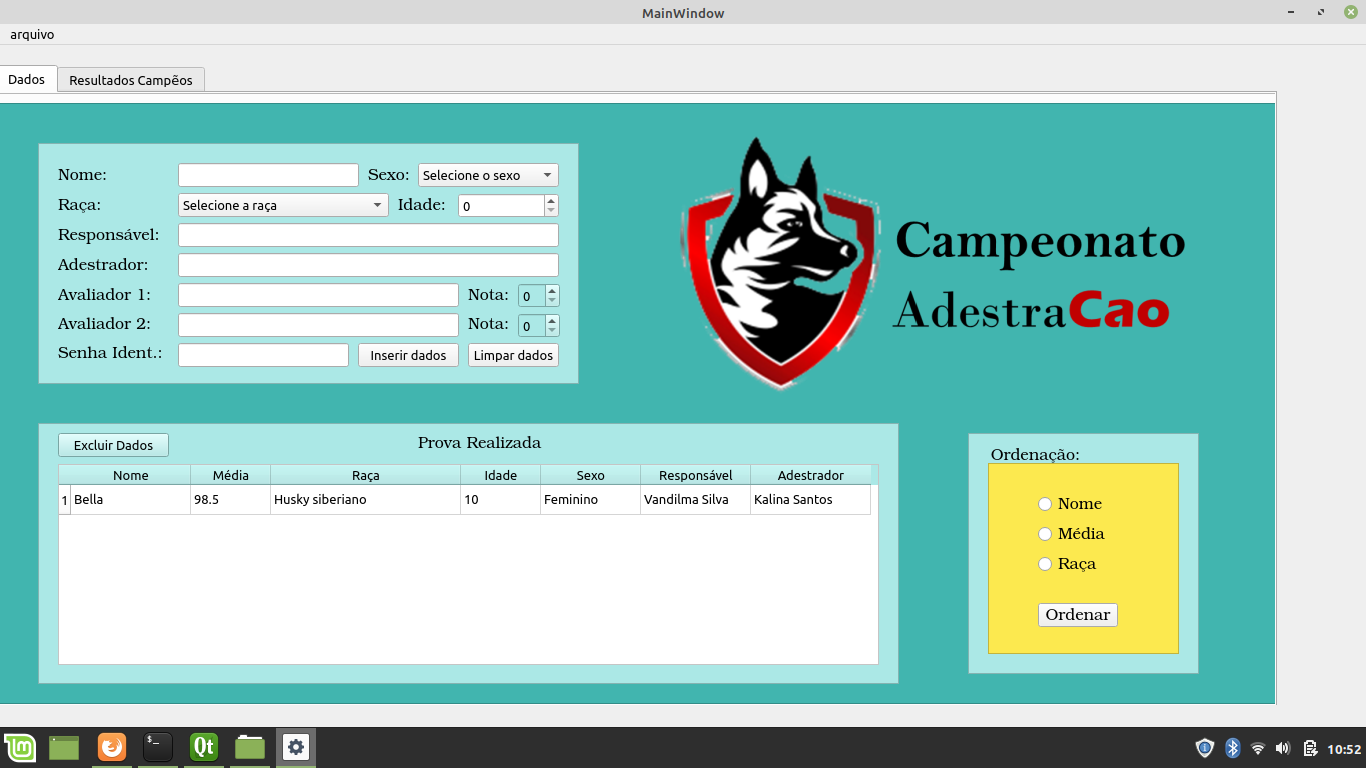 MainWindow
arquivo
Dados Resultados Campẽos
Nome: Sexo: Selecione o sexo
Raça: Selecione a raça Idade: 0
Responsável:
Adestrador:
Avaliador 1: Nota: 0
Avaliador 2: Nota: 0
Senha Ident.: Inserir dados Limpar dados
Campeonato
AdestraCao
Excluir Dados Prova Realizada
Nome Média Raça Idade Sexo Responsável Adestrador
1 Bella 98.5 Husky siberiano 10 Feminino Vandilma Silva Kalina Santos
Ordenação:
Nome
Média
Raça
Ordenar
Qt
10:52